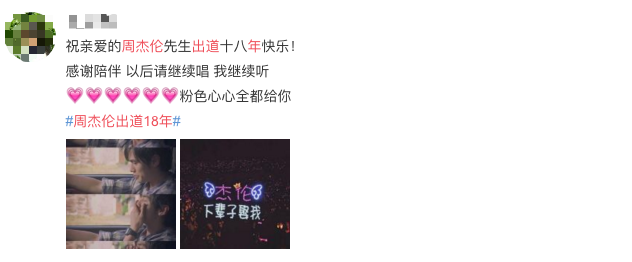 祝亲爱的周杰伦先生出道十八年快乐!
感谢陪伴 以后请继续唱 我继续听
💗💗💗💗💗💗粉色心心全都给你
#周杰伦出道18年#
杰伦
下辈子娶我